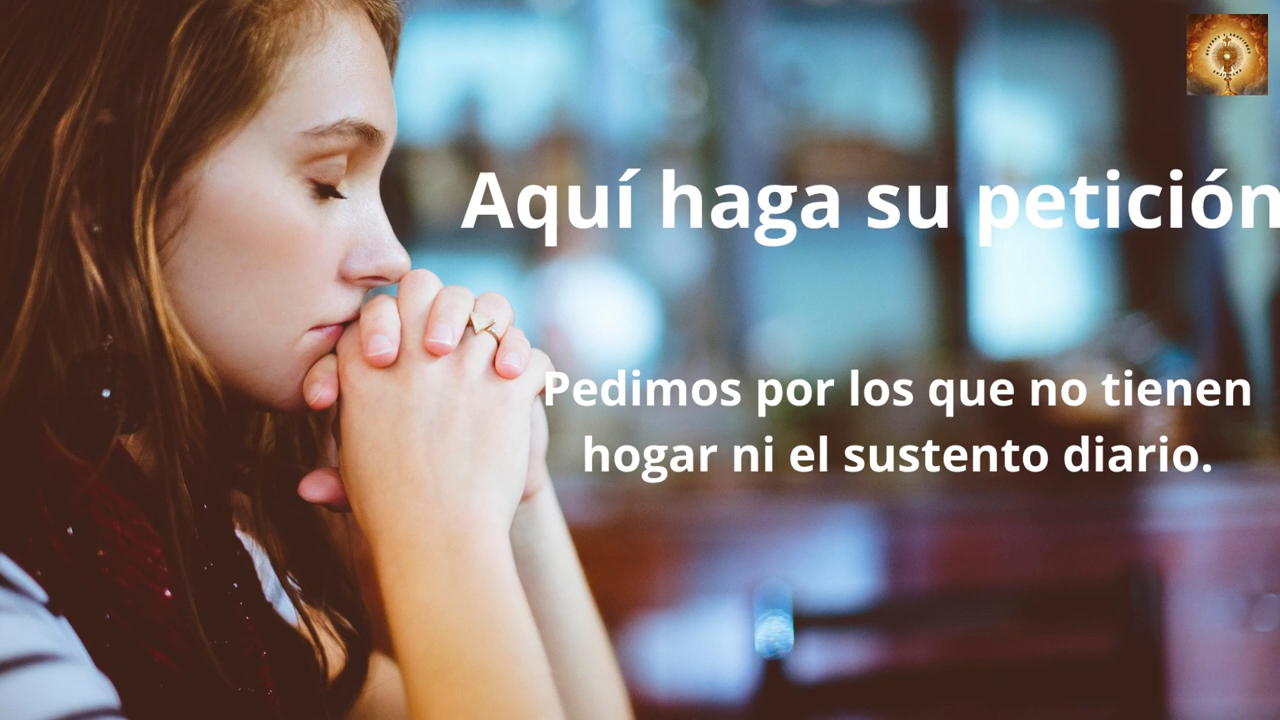 Aquí haga su petición
Pedimos por los que no tienen
hogar ni el sustento diario.